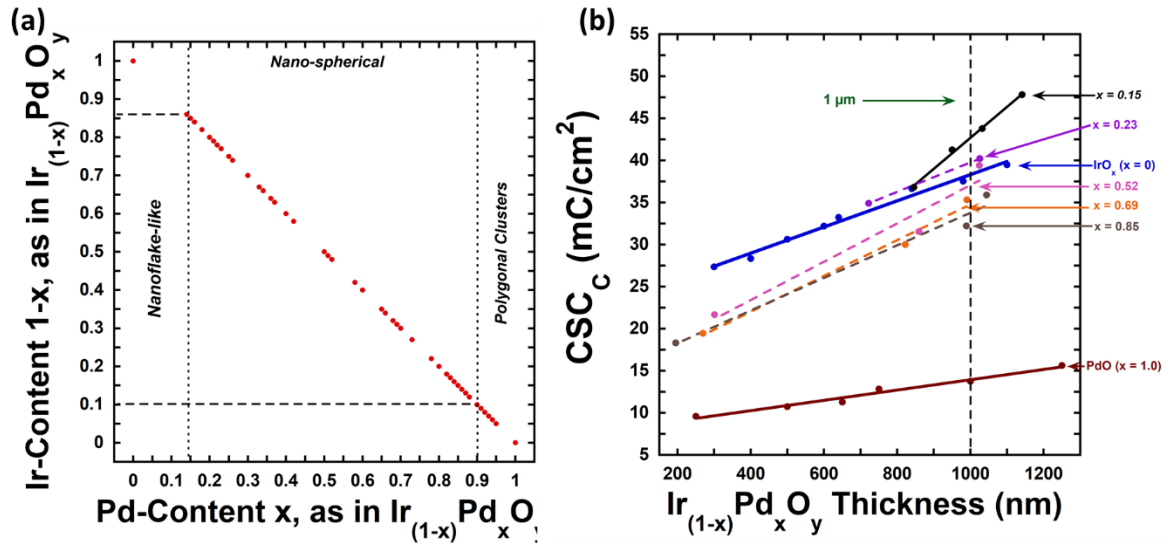 (a)
Ir-Content 1-x, as in Ir(1-x)PdxOy
1
0.9
0.8
0.7
0.6
0.5
0.4
0.3
0.2
0.1
0
Nanoflake-like
Nano-spherical
Polygonal Clusters
0 0.1 0.2 0.3 0.4 0.5 0.6 0.7 0.8 0.9 1
Pd-Content x, as in Ir(1-x)PdxOy
(b)
CSCC (mC/cm2)
55
50
45
40
35
30
25
20
15
10
5
1 µm
x = 0.15
x = 0.23
IrOx (x = 0)
x = 0.52
x = 0.69
x = 0.85
PdO (x = 1.0)
200 400 600 800 1000 1200
Ir(1-x)PdxOy Thickness (nm)